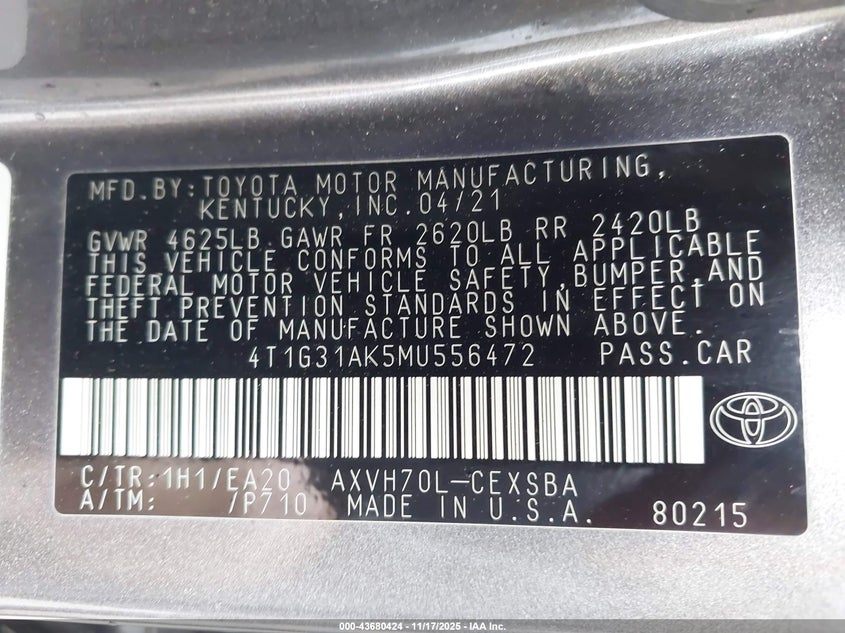 MFD.BY:TOYOTA MOTOR MANUFACTURING,
KENTUCKY,INC.04/21
GVWR 4625LB GAWR FR 2620LB RR 2420LB
THIS VEHICLE CONFORMS TO ALL APPLICABLE
FEDERAL MOTOR VEHICLE SAFETY,BUMPER,AND
THEFT PREVENTION STANDARDS IN EFFECT ON
THE DATE OF MANUFACTURE SHOWN ABOVE.
4T1G31AK5MU556472 PASS.CAR
C/TR:1H1/EA20 AXVH70L-CEXSBA
A/TM: /P710 MADE IN U.S.A. 80215
000-43680424 - 11/17/2025 - IAA Inc.